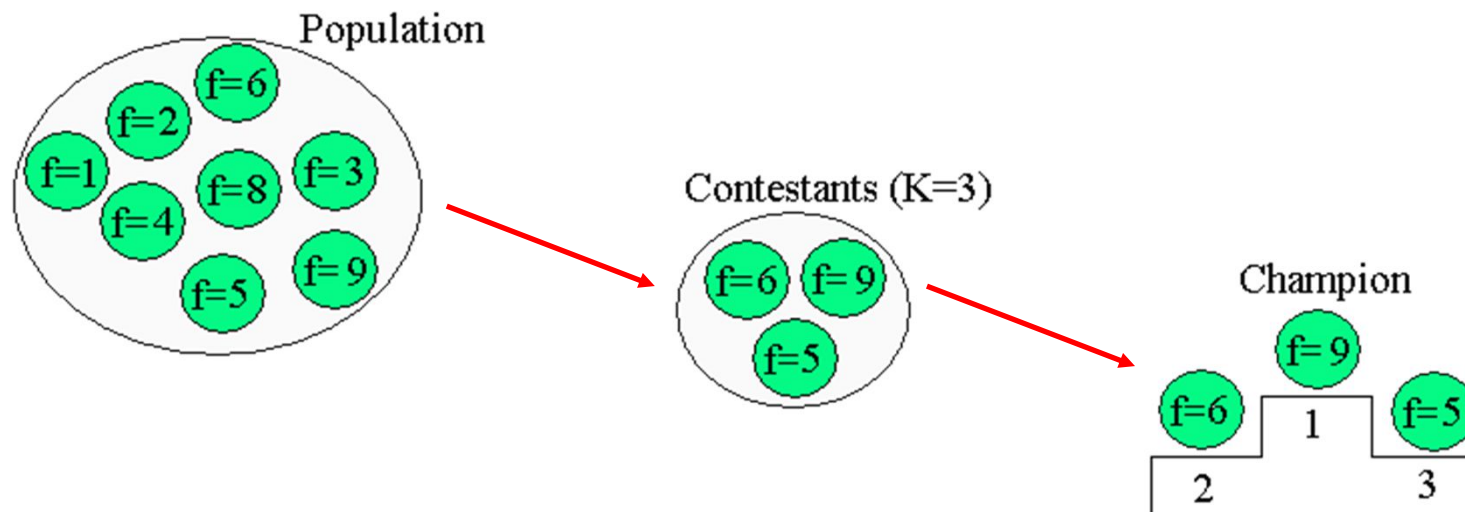 Population
f=6
f=2
f=1
f=8
f=3
f=4
f=9
f=5
Contestants (K=3)
f=6
f=9
f=5
Champion
f=9
f=6
f=5
1
2
3